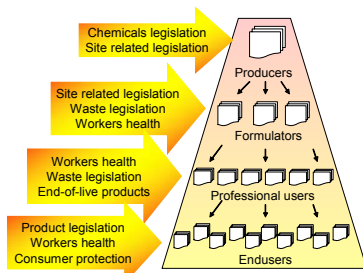 Chemicals legislation
Site related legislation
Producers
Site related legislation
Waste legislation
Workers health
Formulators
Workers health
Waste legislation
End-of-live products
Professional users
Product legislation
Workers health
Consumer protection
Endusers